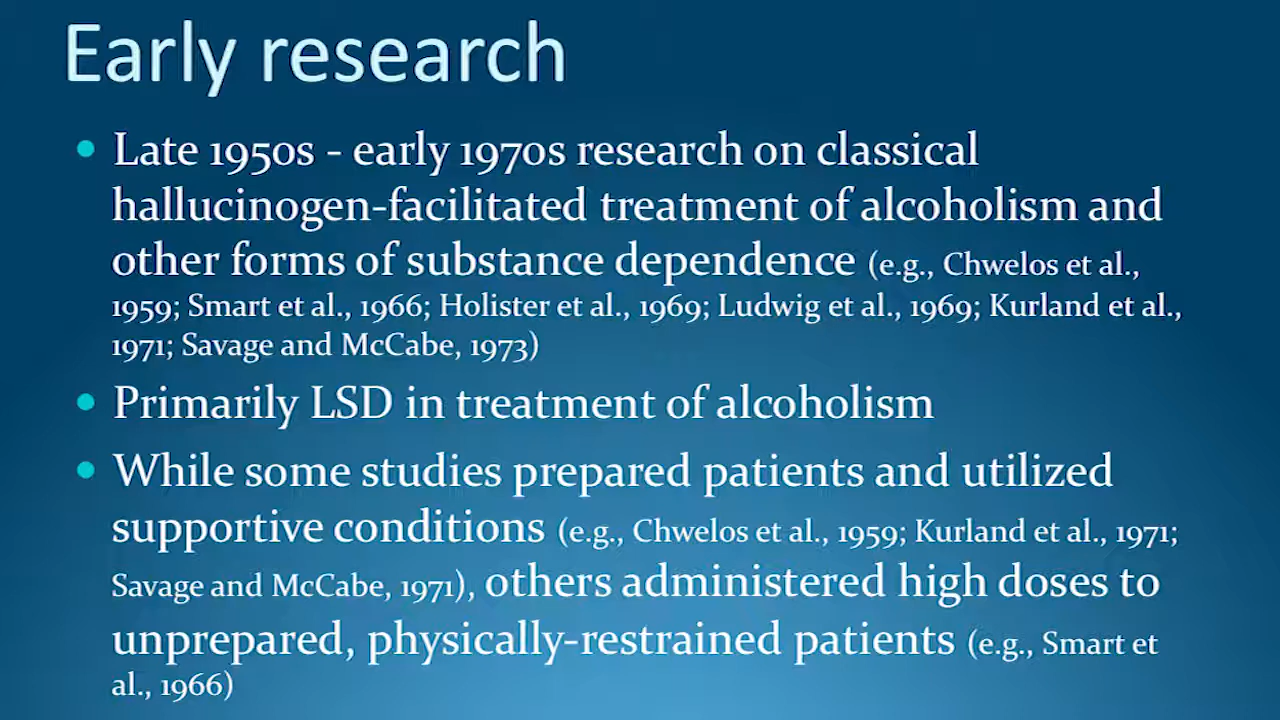 Early research
• Late 1950s - early 1970s research on classical
hallucinogen-facilitated treatment of alcoholism and
other forms of substance dependence (e.g., Chwelos et al.,
1959; Smart et al., 1966; Holister et al., 1969; Ludwig et al., 1969; Kurland et al.,
1971; Savage and McCabe, 1973)
• Primarily LSD in treatment of alcoholism
• While some studies prepared patients and utilized
supportive conditions (e.g., Chwelos et al., 1959; Kurland et al., 1971;
Savage and McCabe, 1971), others administered high doses to
unprepared, physically-restrained patients (e.g., Smart et
al., 1966)